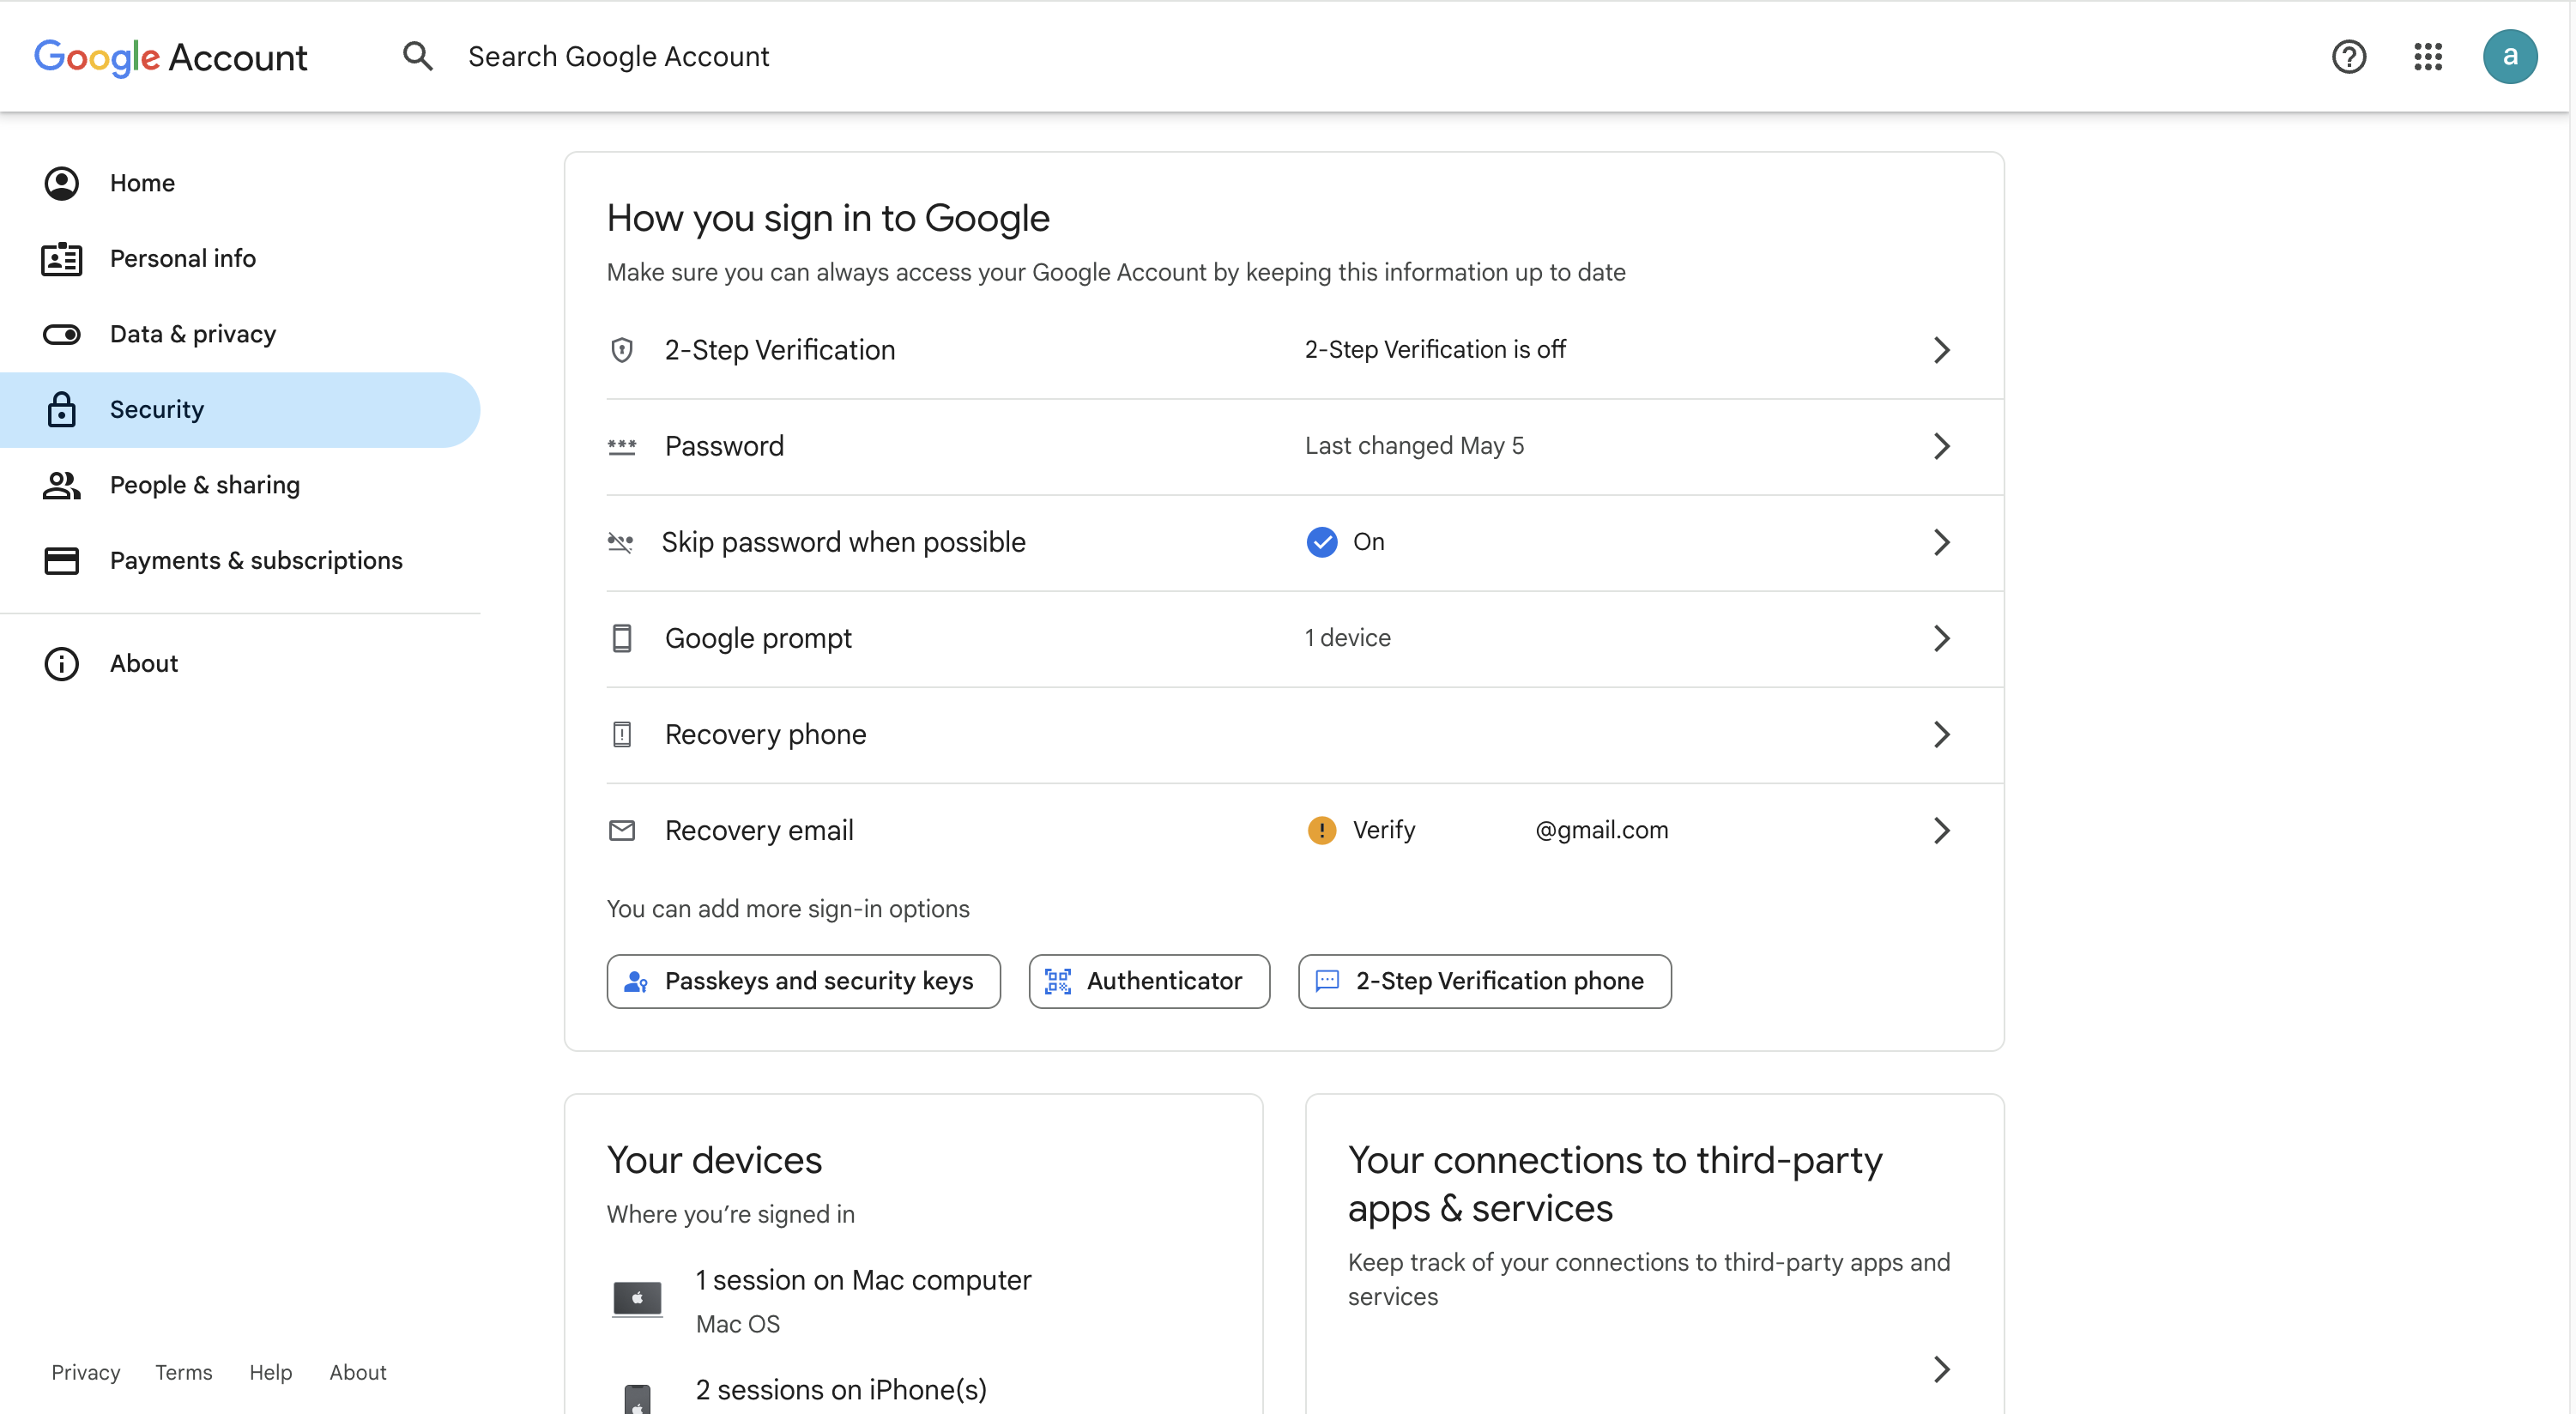 Google Account
Search Google Account
a
Home
Personal info
Data & privacy
Security
People & sharing
Payments & subscriptions
About
How you sign in to Google
Make sure you can always access your Google Account by keeping this information up to date
2-Step Verification 2-Step Verification is off
Password Last changed May 5
Skip password when possible On
Google prompt 1 device
Recovery phone
Recovery email Verify @gmail.com
You can add more sign-in options
Passkeys and security keys
Authenticator
2-Step Verification phone
Your devices
Where you’re signed in
1 session on Mac computer
Mac OS
2 sessions on iPhone(s)
Your connections to third-party
apps & services
Keep track of your connections to third-party apps and
services
Privacy Terms Help About